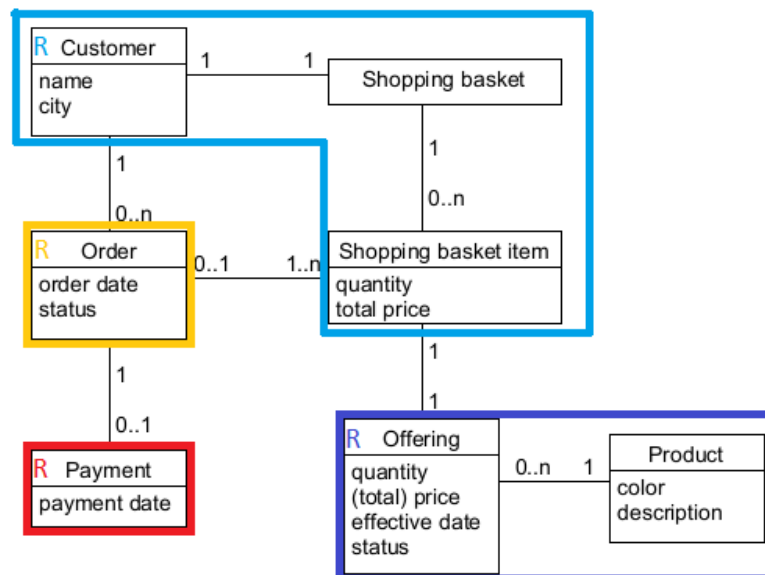 R Customer
name
city
1 1
Shopping basket
1
0..n
1
0..n
R Order
order date
status
0..1 1..n
Shopping basket item
quantity
total price
1
0..1
1
1
R Payment
payment date
R Offering
quantity
(total) price
effective date
status
0..n 1
Product
color
description